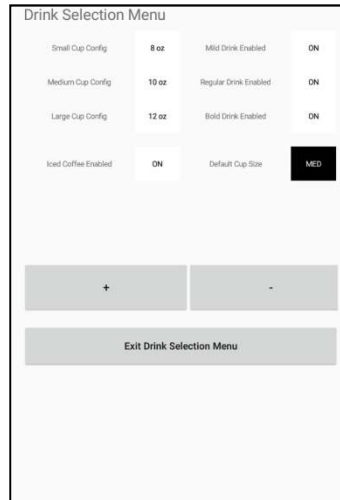 Drink Selection Menu
Small Cup Config 8 oz Mild Drink Enabled ON
Medium Cup Config 10 oz Regular Drink Enabled ON
Large Cup Config 12 oz Bold Drink Enabled ON
Iced Coffee Enabled ON Default Cup Size MED
+ -
Exit Drink Selection Menu